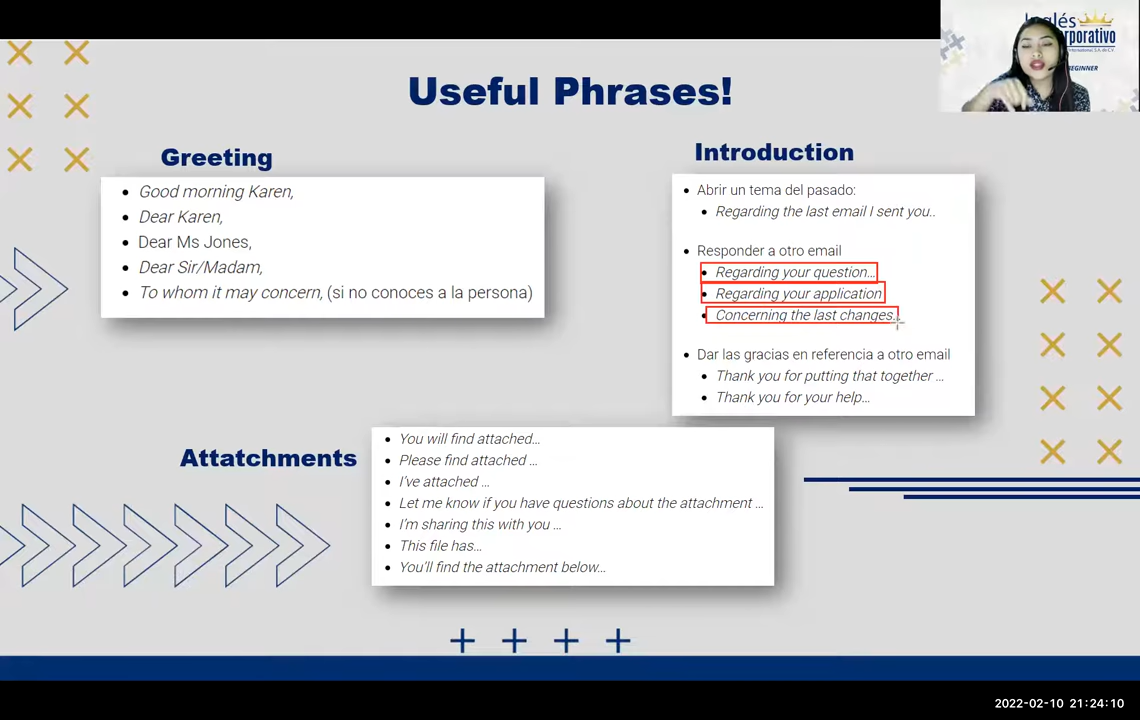 Useful Phrases!
Greeting
Good morning Karen,
Dear Karen,
Dear Ms Jones,
Dear Sir/Madam,
To whom it may concern, (si no conoces a la persona)
Introduction
Abrir un tema del pasado:
Regarding the last email I sent you..
Responder a otro email
Regarding your question…
Regarding your application
Concerning the last changes..
Dar las gracias en referencia a otro email
Thank you for putting that together …
Thank you for your help…
Attatchments
You will find attached…
Please find attached …
I've attached …
Let me know if you have questions about the attachment …
I'm sharing this with you …
This file has…
You'll find the attachment below…
Inglés
BEGINNER
2022-02-10 21:24:10